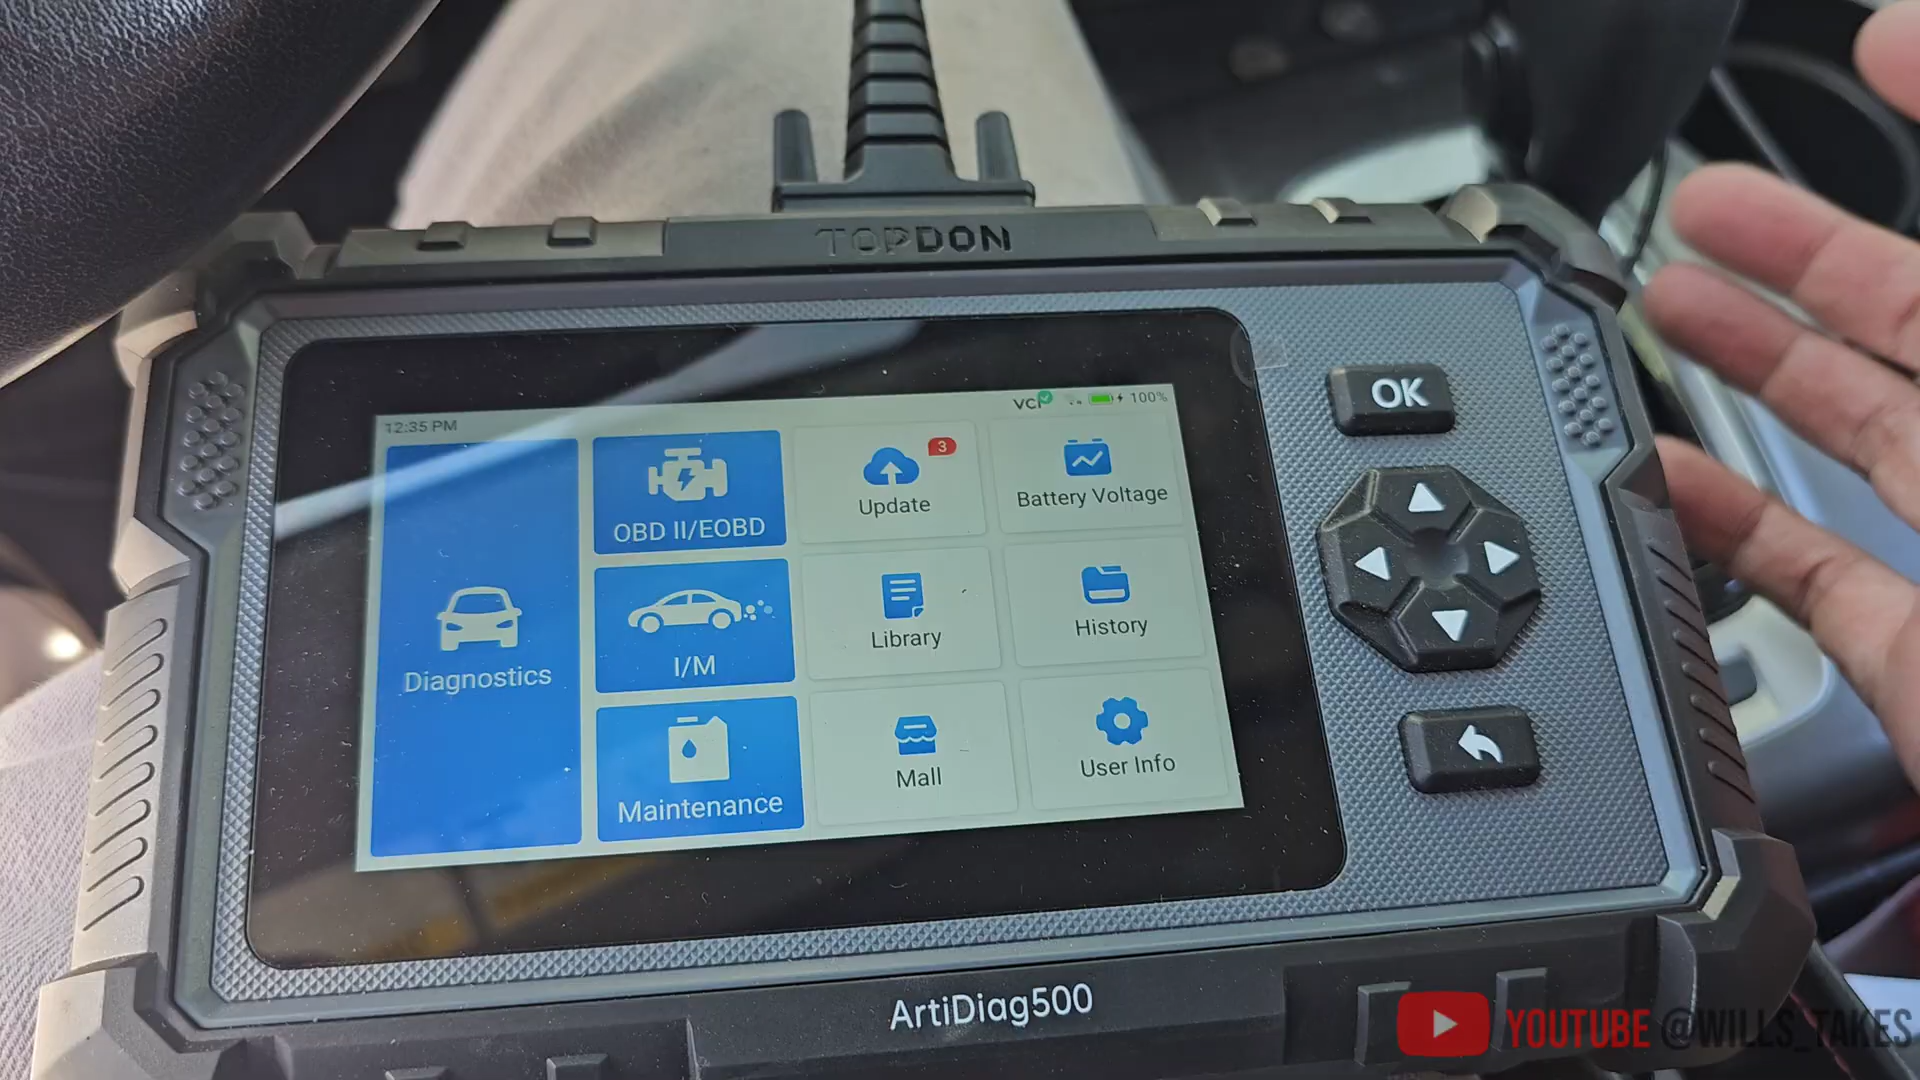 TOPDON
12:35 PM
VCI
100%
Diagnostics
OBD II/EOBD
Update
3
Battery Voltage
I/M
Library
History
Maintenance
Mall
User Info
OK
ArtiDiag500
YOUTUBE @WILLS_TAKES